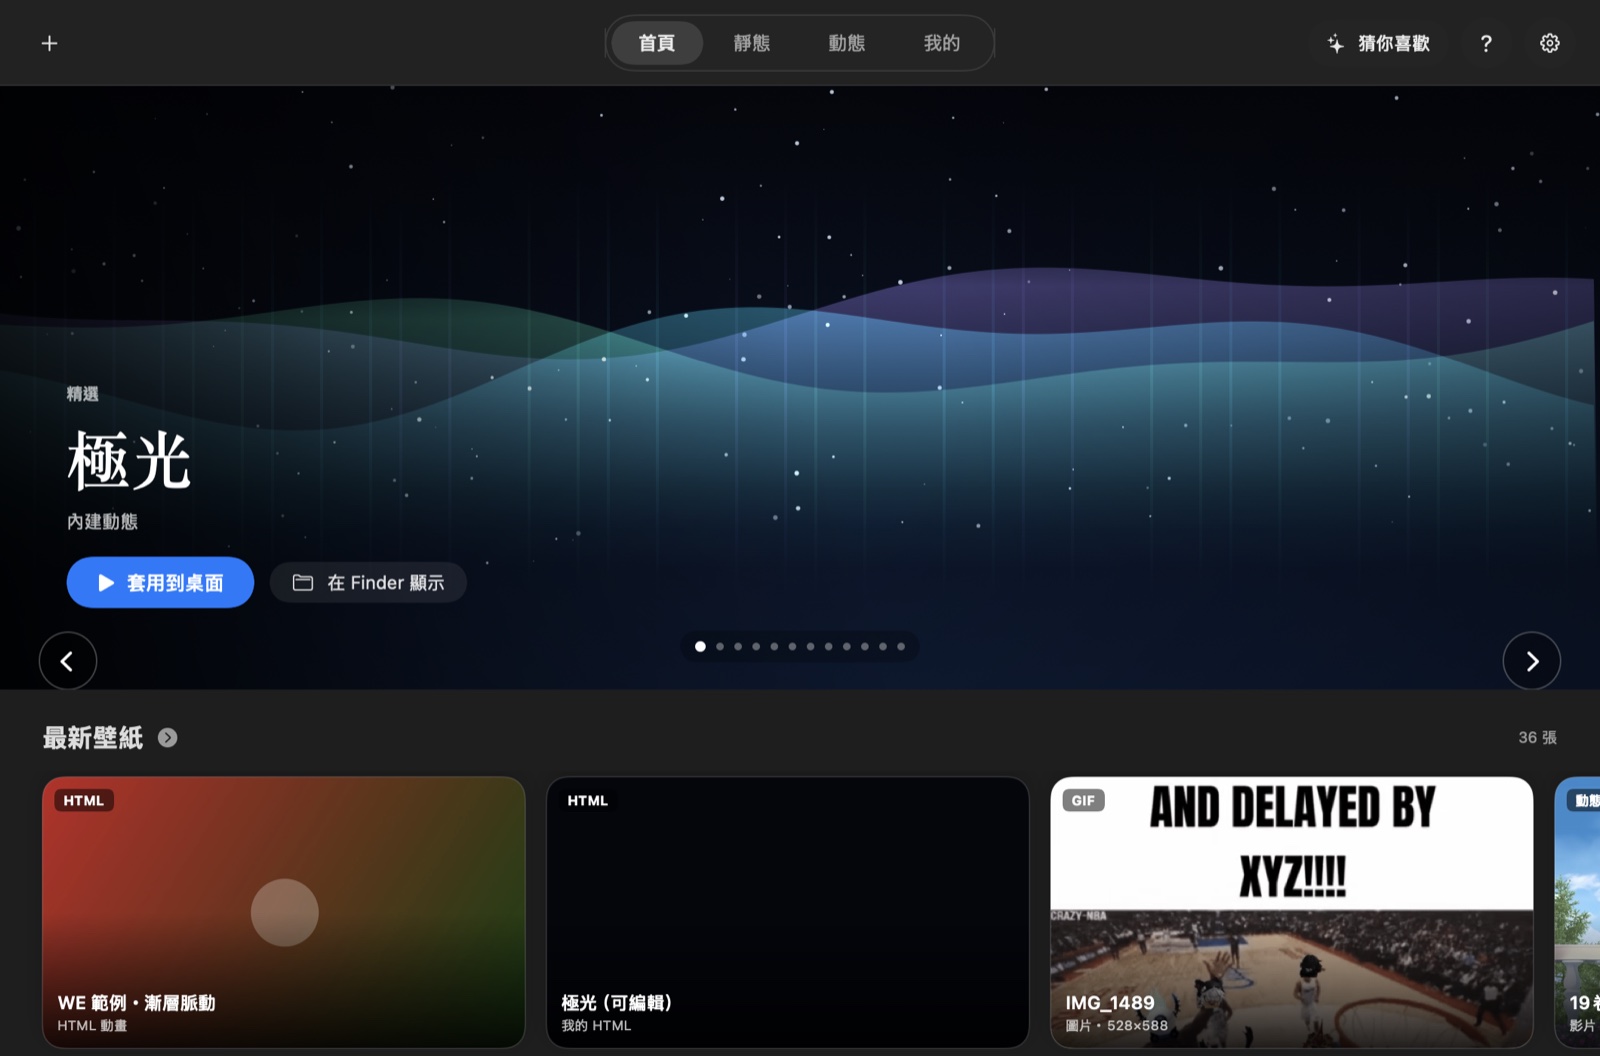 首頁
靜態
動態
我的
猜你喜歡
?
精選
極光
內建動態
套用到桌面
在 Finder 顯示
最新壁紙
36 張
HTML
WE 範例・漸層脈動
HTML 動畫
HTML
極光（可編輯）
我的 HTML
GIF
AND DELAYED BY
XYZ!!!!
CRAZY-NBA
IMG_1489
圖片・528×588
動態
19
影片